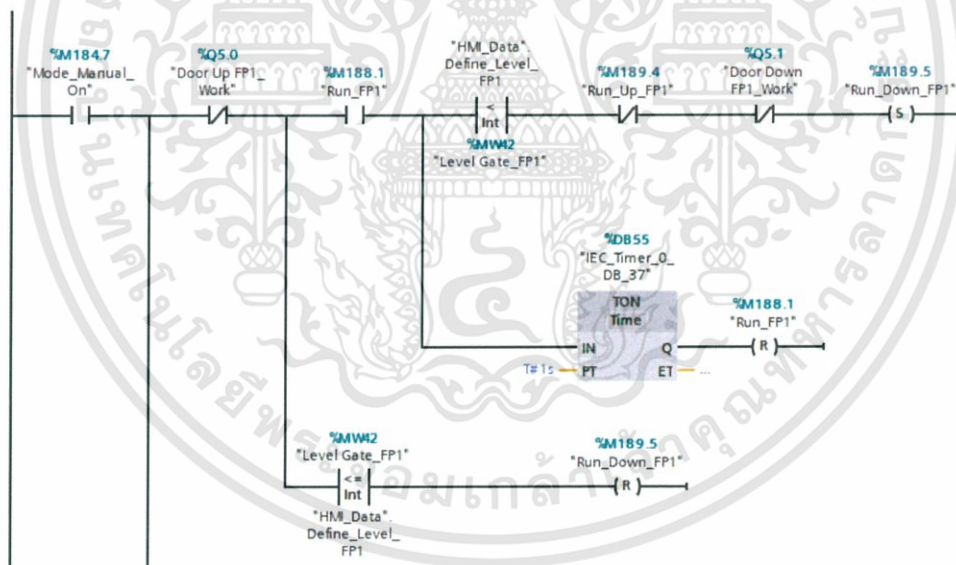 %M184.7
"Mode_Manual_
On"
%Q5.0
"Door Up FP1_
Work"
%M188.1
"Run_FP1"
"HMI_Data".
Define_Level_
FP1
<
Int
%MW42
"Level Gate_FP1"
%M189.4
"Run_Up_FP1"
%Q5.1
"Door Down
FP1_Work"
%M189.5
"Run_Down_FP1"
S
%DB55
"IEC_Timer_0_
DB_37"
TON
Time
IN
Q
T#1s
PT
ET
...
%M188.1
"Run_FP1"
R
%MW42
"Level Gate_FP1"
<=
Int
"HMI_Data".
Define_Level_
FP1
%M189.5
"Run_Down_FP1"
R